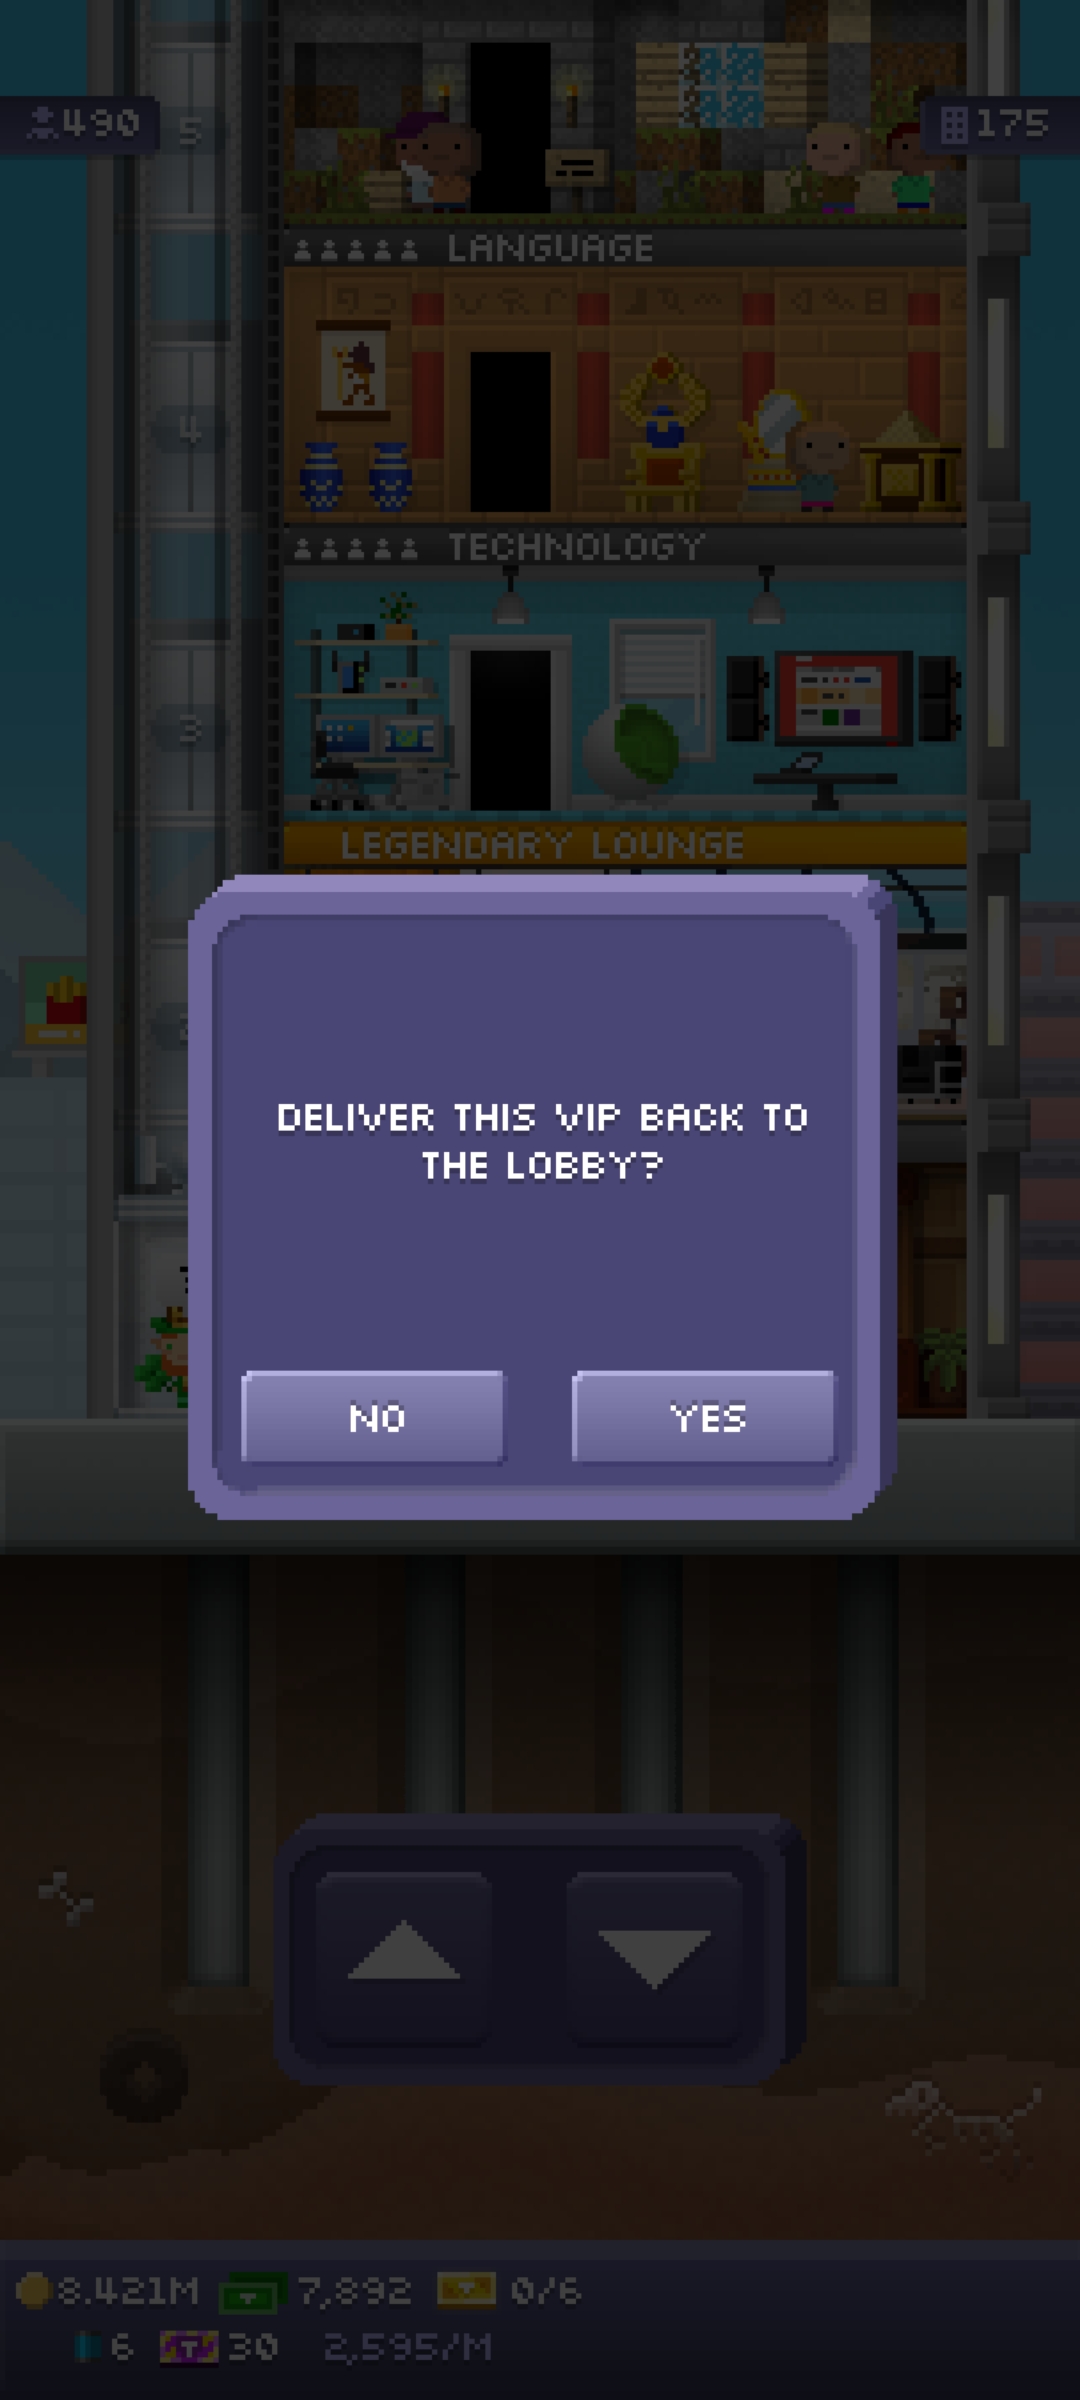 490
5
175
LANGUAGE
4
TECHNOLOGY
3
LEGENDARY LOUNGE
DELIVER THIS VIP BACK TO
THE LOBBY?
NO
YES
8.421M
7,892
0/6
6
T
30
2,595/M